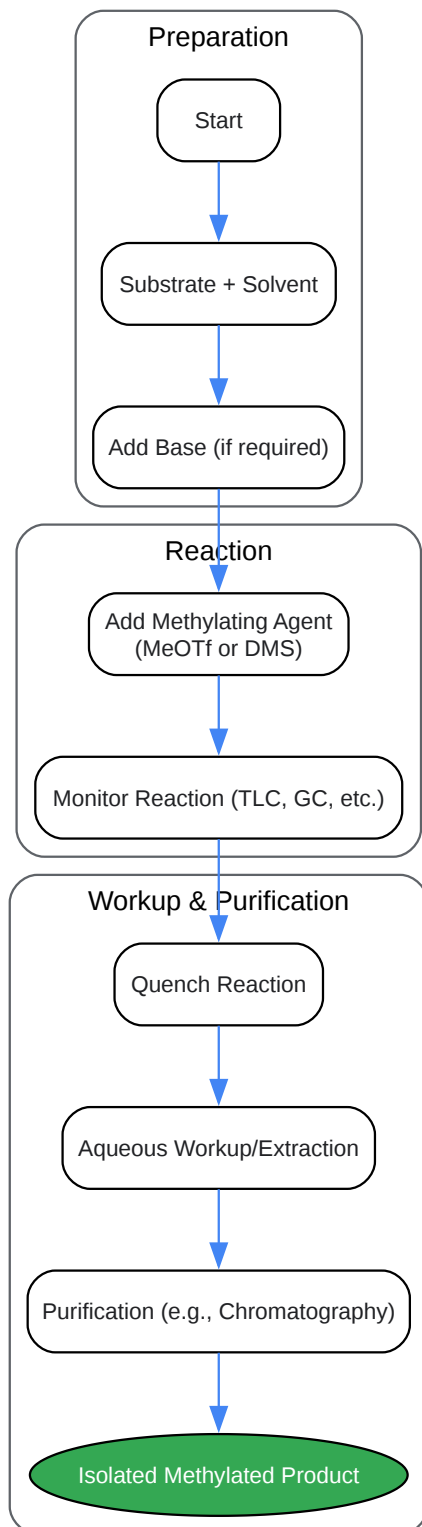 Preparation
Start
Substrate + Solvent
Add Base (if required)
Reaction
Add Methylating Agent
(MeOTf or DMS)
Monitor Reaction (TLC, GC, etc.)
Workup & Purification
Quench Reaction
Aqueous Workup/Extraction
Purification (e.g., Chromatography)
Isolated Methylated Product